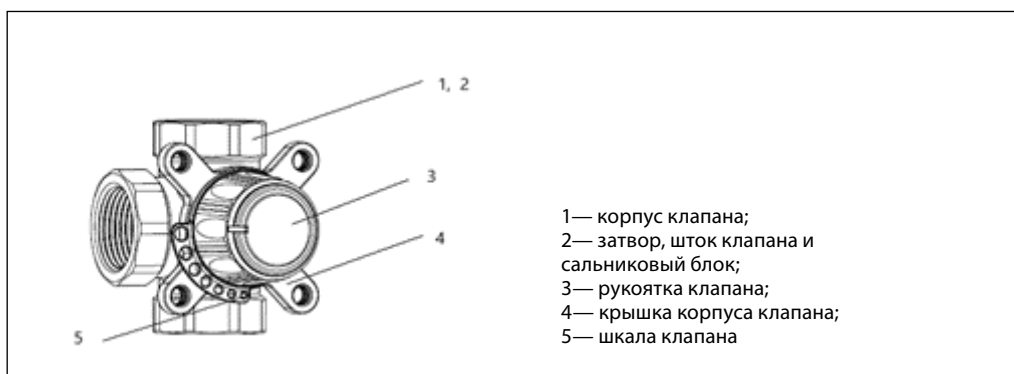 1, 2
3
4
5
1— корпус клапана;
2— затвор, шток клапана и
сальниковый блок;
3— рукоятка клапана;
4— крышка корпуса клапана;
5— шкала клапана